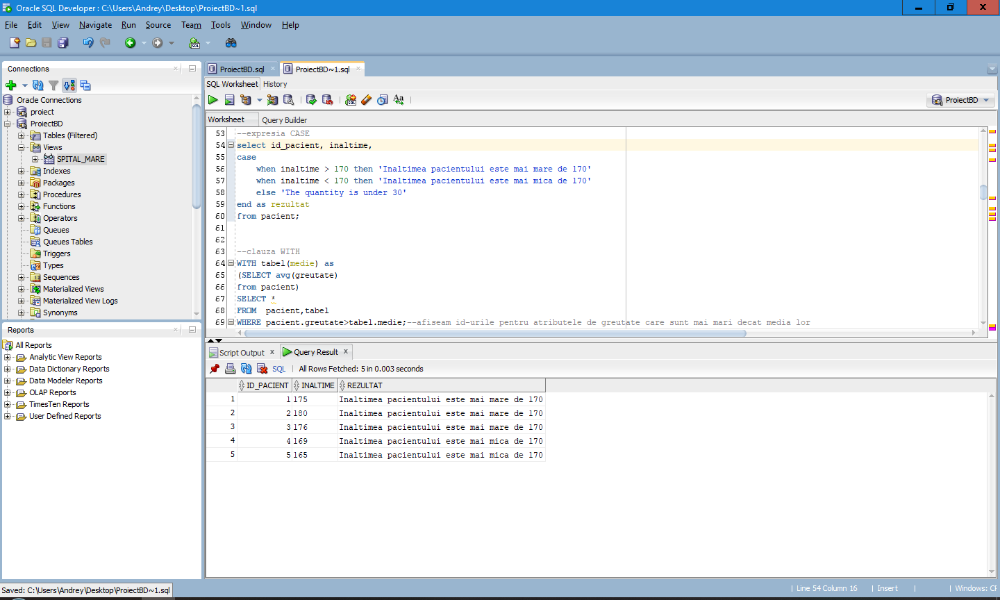 Oracle SQL Developer : C:\Users\Andrey\Desktop\ProiectBD~1.sql
File Edit View Navigate Run Source Team Tools Window Help
Connections
Oracle Connections
proiect
ProiectBD
Tables (Filtered)
Views
SPITAL_MARE
Indexes
Packages
Procedures
Functions
Operators
Queues
Queues Tables
Triggers
Types
Sequences
Materialized Views
Materialized View Logs
Synonyms
Reports
All Reports
Analytic View Reports
Data Dictionary Reports
Data Modeler Reports
OLAP Reports
TimesTen Reports
User Defined Reports
ProiectBD.sql ProiectBD~1.sql
SQL Worksheet History
Aa
ProiectBD
Worksheet Query Builder
53 --expresia CASE
54 select id_pacient, inaltime,
55 case
56 when inaltime > 170 then 'Inaltimea pacientului este mai mare de 170'
57 when inaltime < 170 then 'Inaltimea pacientului este mai mica de 170'
58 else 'The quantity is under 30'
59 end as rezultat
60 from pacient;
61
62
63 --clauza WITH
64 WITH tabel(medie) as
65 (SELECT avg(greutate)
66 from pacient)
67 SELECT *
68 FROM pacient,tabel
69 WHERE pacient.greutate>tabel.medie;--afiseam id-urile pentru atributele de greutate care sunt mai mari decat media lor
Script Output x Query Result x
SQL | All Rows Fetched: 5 in 0.003 seconds
ID_PACIENT INALTIME REZULTAT
1 1 175 Inaltimea pacientului este mai mare de 170
2 2 180 Inaltimea pacientului este mai mare de 170
3 3 176 Inaltimea pacientului este mai mare de 170
4 4 169 Inaltimea pacientului este mai mica de 170
5 5 165 Inaltimea pacientului este mai mica de 170
Saved: C:\Users\Andrey\Desktop\ProiectBD~1.sql
| Line 54 Column 16 | Insert | | Windows: CF